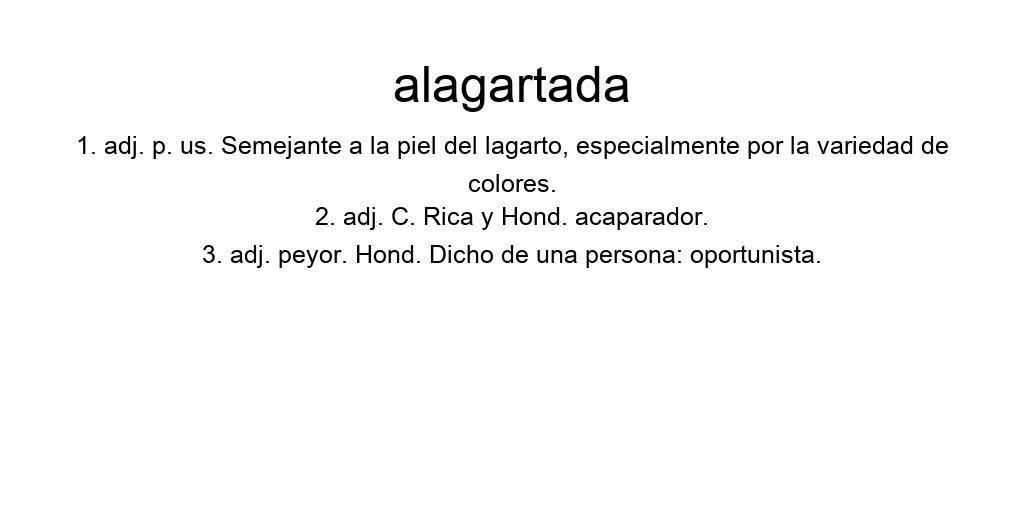 alagartada
1. adj. p. us. Semejante a la piel del lagarto, especialmente por la variedad de
colores.
2. adj. C. Rica y Hond. acaparador.
3. adj. peyor. Hond. Dicho de una persona: oportunista.